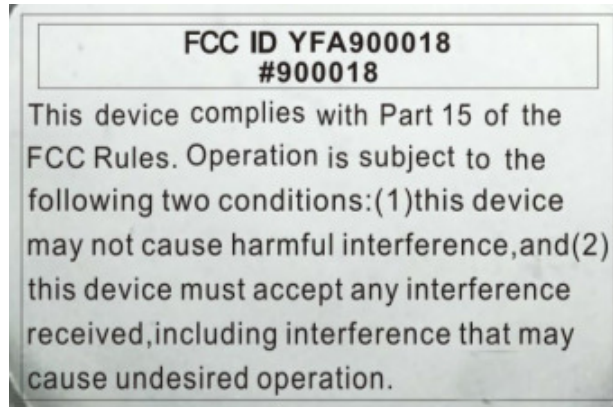 FCC ID YFA900018
#900018
This device complies with Part 15 of the
FCC Rules. Operation is subject to the
following two conditions:(1)this device
may not cause harmful interference,and(2)
this device must accept any interference
received,including interference that may
cause undesired operation.